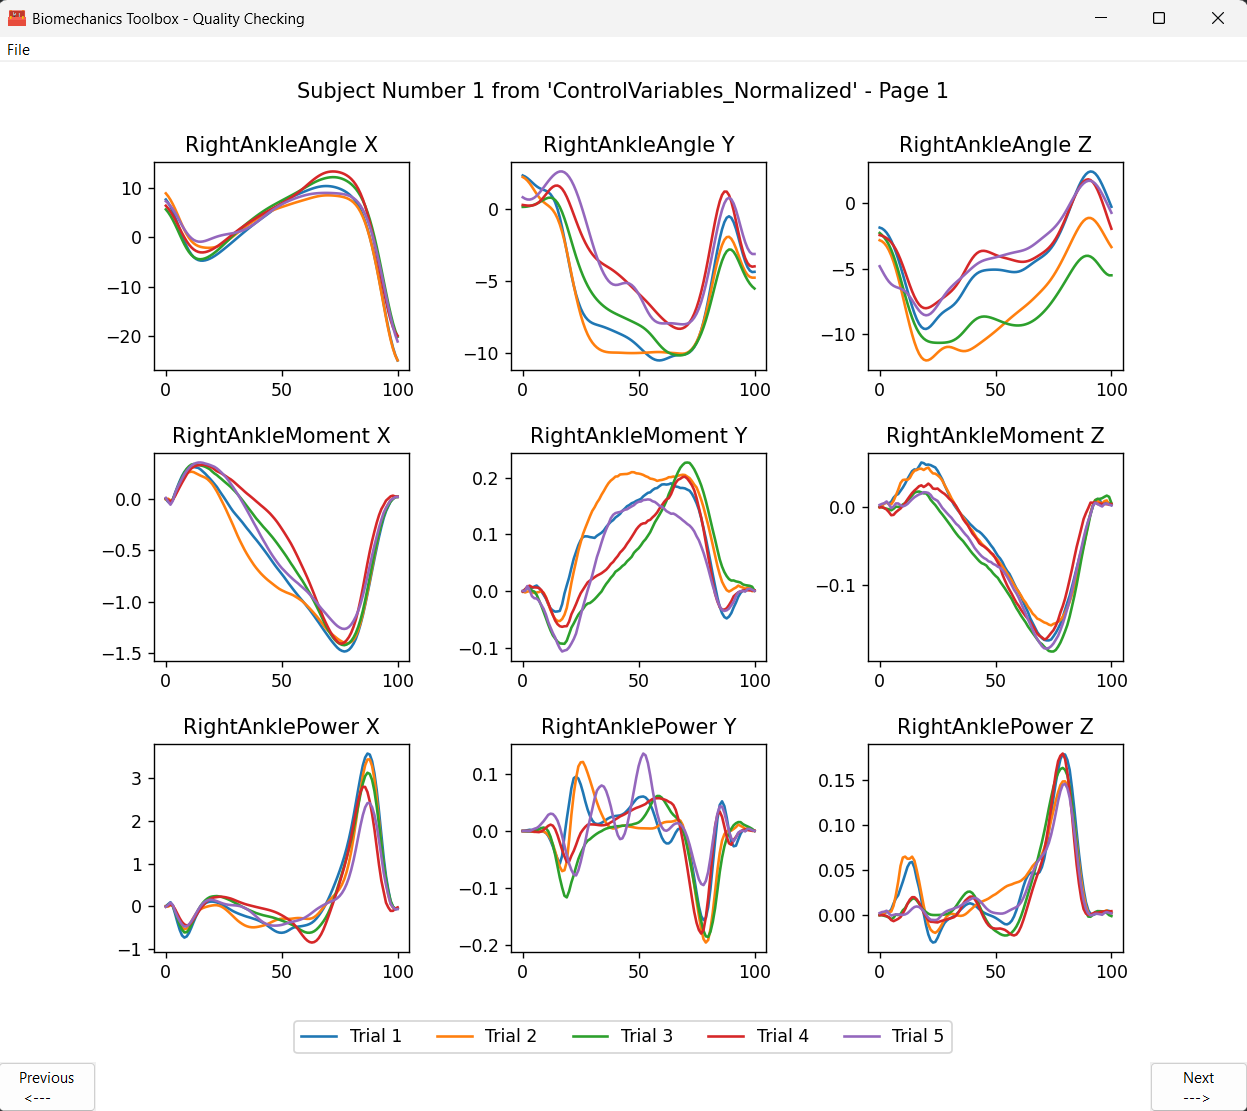 Biomechanics Toolbox - Quality Checking
File
Subject Number 1 from 'ControlVariables_Normalized' - Page 1
RightAnkleAngle X
10
0
−10
−20
0 50 100
RightAnkleAngle Y
0
−5
−10
0 50 100
RightAnkleAngle Z
0
−5
−10
0 50 100
RightAnkleMoment X
0.0
−0.5
−1.0
−1.5
0 50 100
RightAnkleMoment Y
0.2
0.1
0.0
−0.1
0 50 100
RightAnkleMoment Z
0.0
−0.1
0 50 100
RightAnklePower X
3
2
1
0
−1
0 50 100
RightAnklePower Y
0.1
0.0
−0.1
−0.2
0 50 100
RightAnklePower Z
0.15
0.10
0.05
0.00
0 50 100
Trial 1 Trial 2 Trial 3 Trial 4 Trial 5
Previous
<---
Next
--->